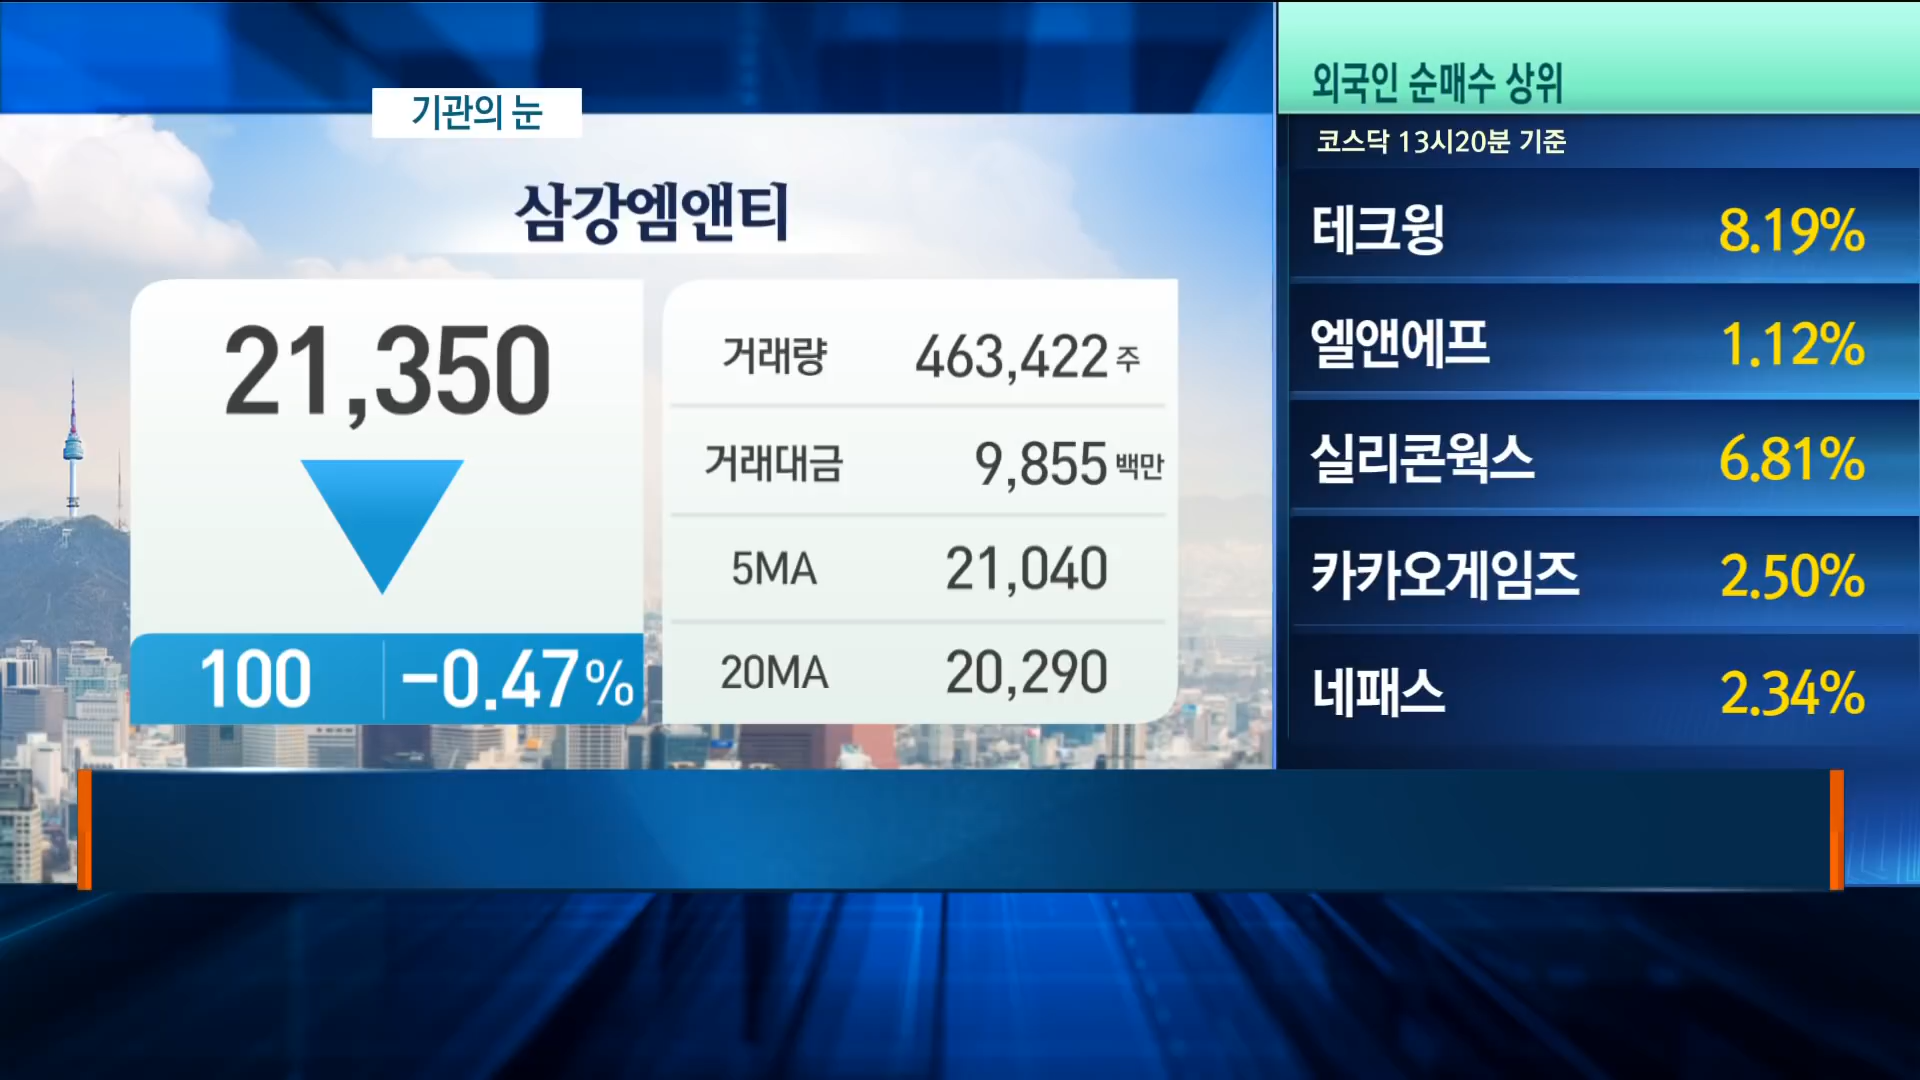 기관의 눈
삼강엠앤티
21,350
100 -0.47%
거래량 463,422 주
거래대금 9,855 백만
5MA 21,040
20MA 20,290
외국인 순매수 상위
코스닥 13시20분 기준
테크윙 8.19%
엘앤에프 1.12%
실리콘웍스 6.81%
카카오게임즈 2.50%
네패스 2.34%